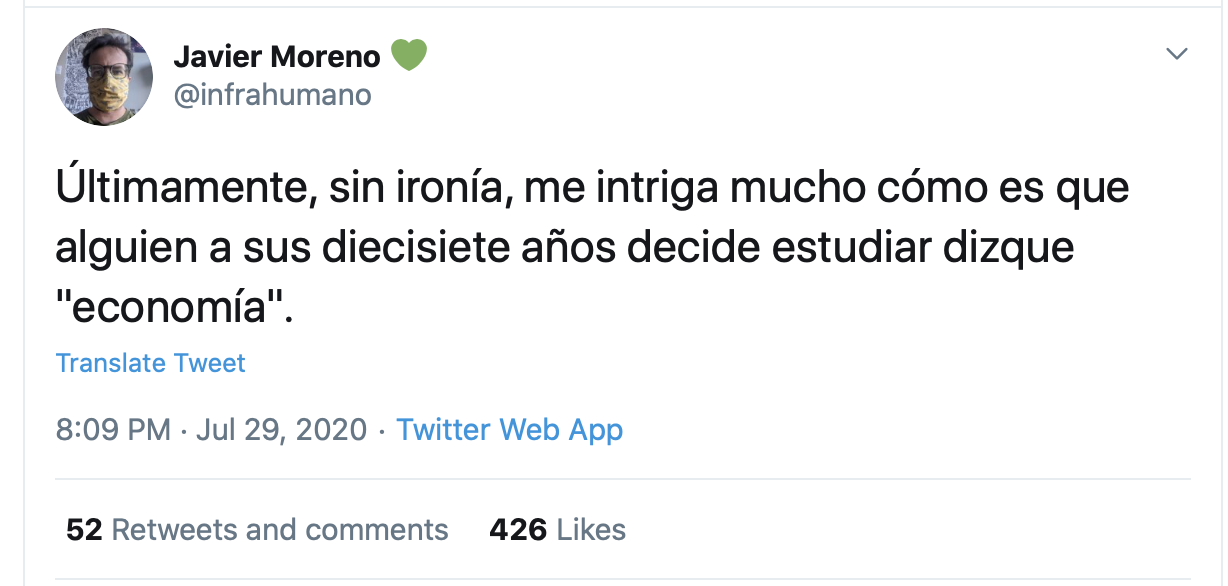 Javier Moreno 💚
@infrahumano
Últimamente, sin ironía, me intriga mucho cómo es que
alguien a sus diecisiete años decide estudiar dizque
"economía".
Translate Tweet
8:09 PM · Jul 29, 2020 · Twitter Web App
52 Retweets and comments 426 Likes